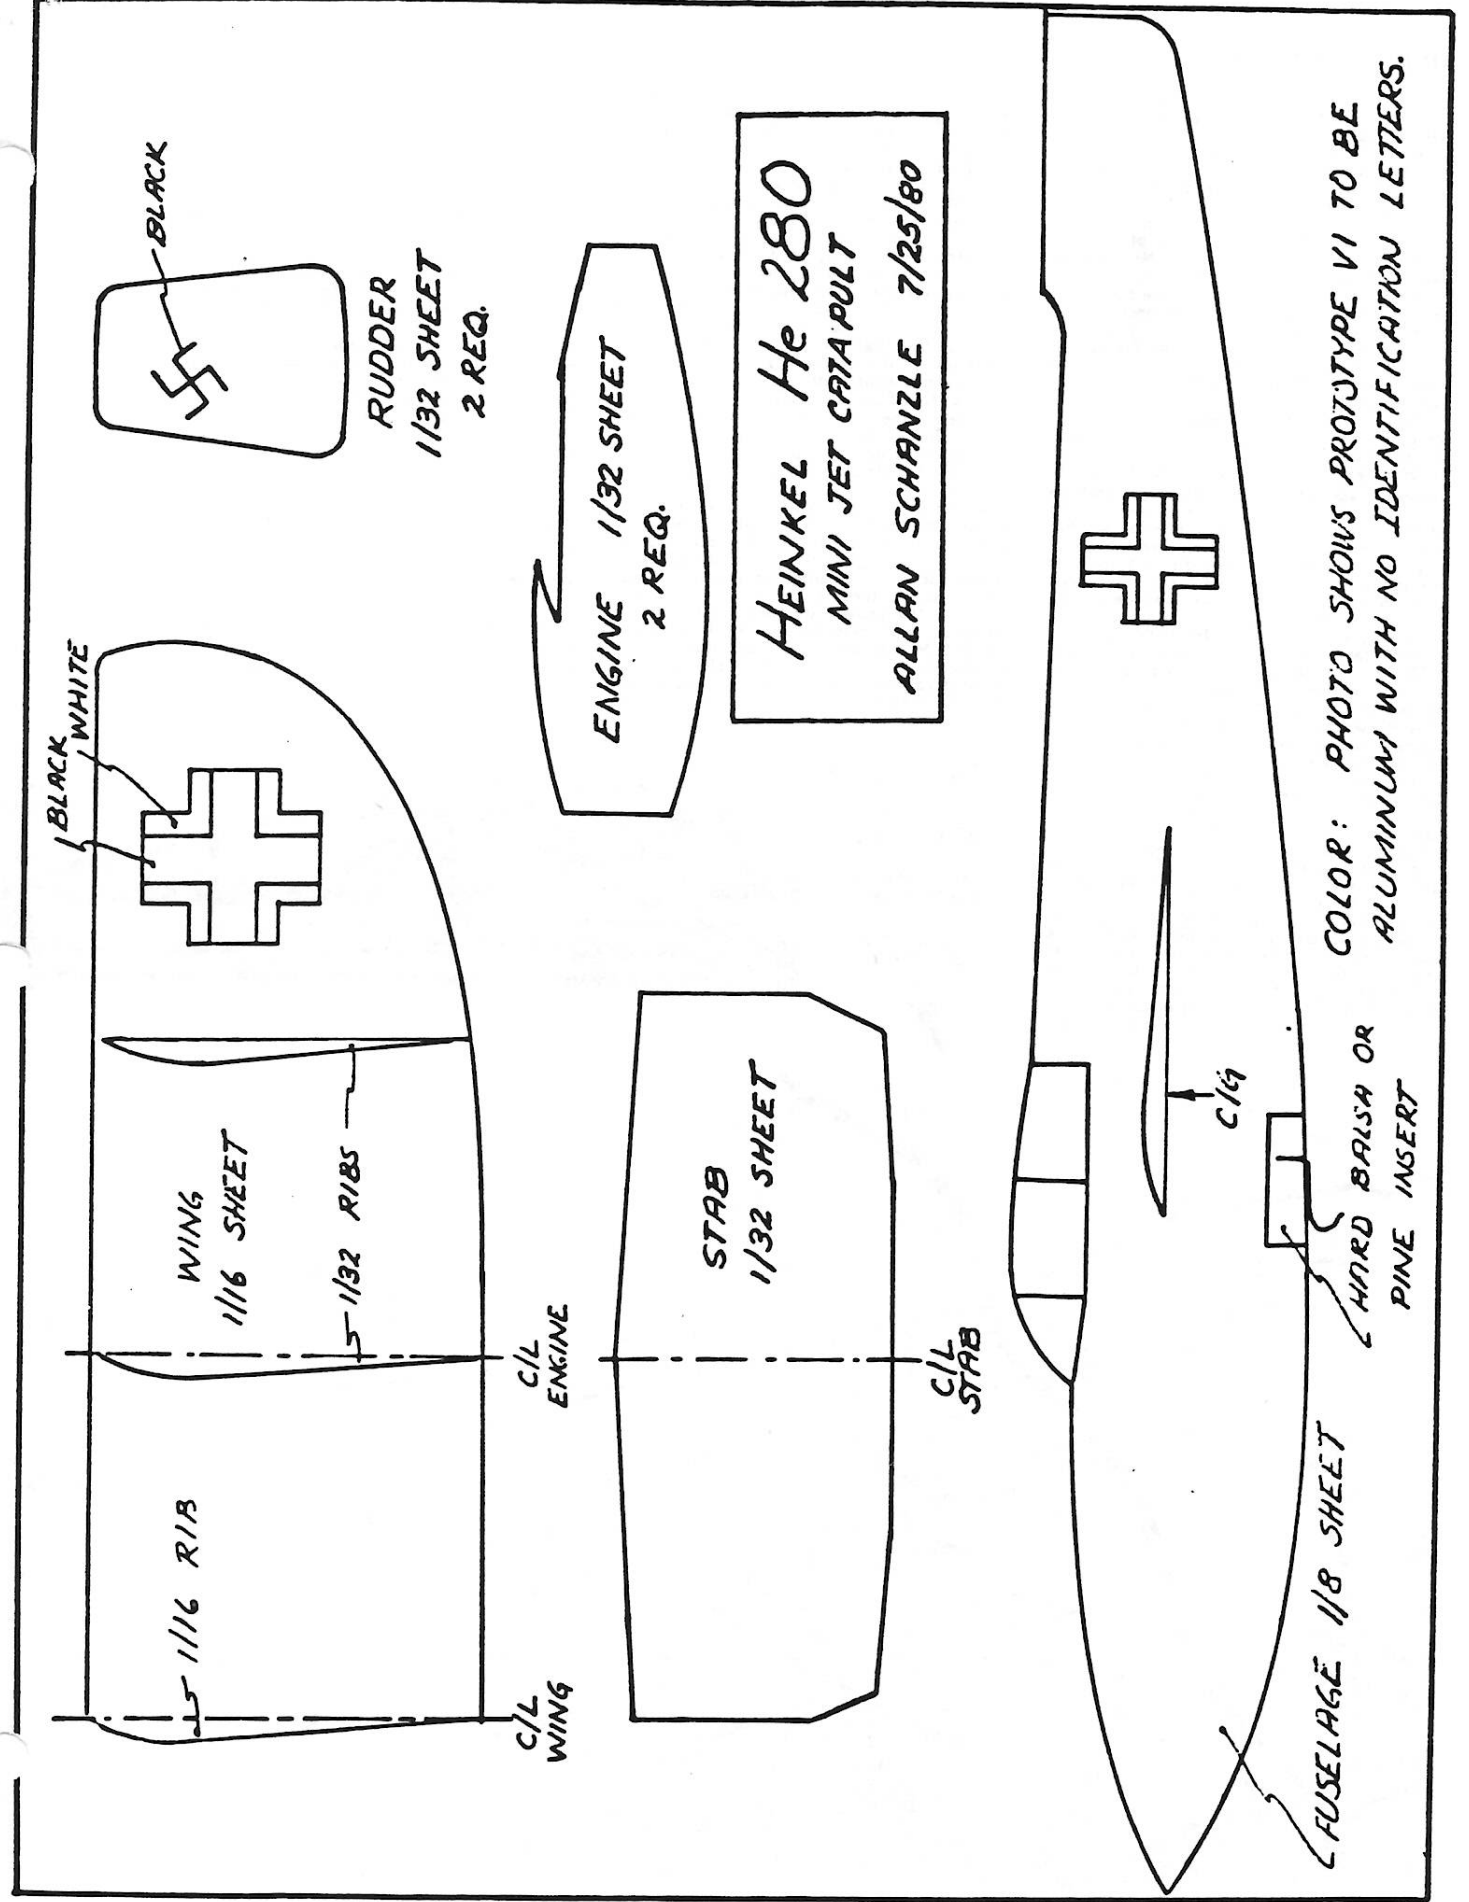 BLACK
WHITE
WING
1/16 SHEET
1/16 RIB
1/32 RIBS
C/L
WING
C/L
ENGINE
BLACK
RUDDER
1/32 SHEET
2 REQ.
ENGINE 1/32 SHEET
2 REQ.
STAB
1/32 SHEET
C/L
STAB
HEINKEL He 280
MINI JET CATAPULT
ALLAN SCHANZLE 7/25/80
C/G
FUSELAGE 1/8 SHEET
HARD BALSA OR
PINE INSERT
COLOR: PHOTO SHOWS PROTOTYPE V1 TO BE
ALUMINUM WITH NO IDENTIFICATION LETTERS.